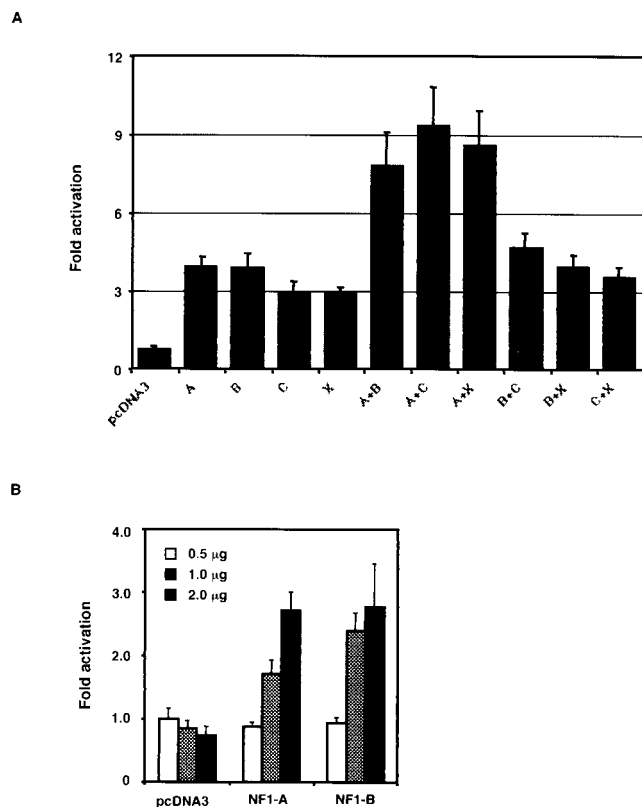 A
12
9
6
3
0
Fold activation
pcDNA3
A
B
C
X
A+B
A+C
A+X
B+C
B+X
C+X
B
4.0
3.0
2.0
1.0
0
Fold activation
0.5 µg
1.0 µg
2.0 µg
pcDNA3 NF1-A NF1-B